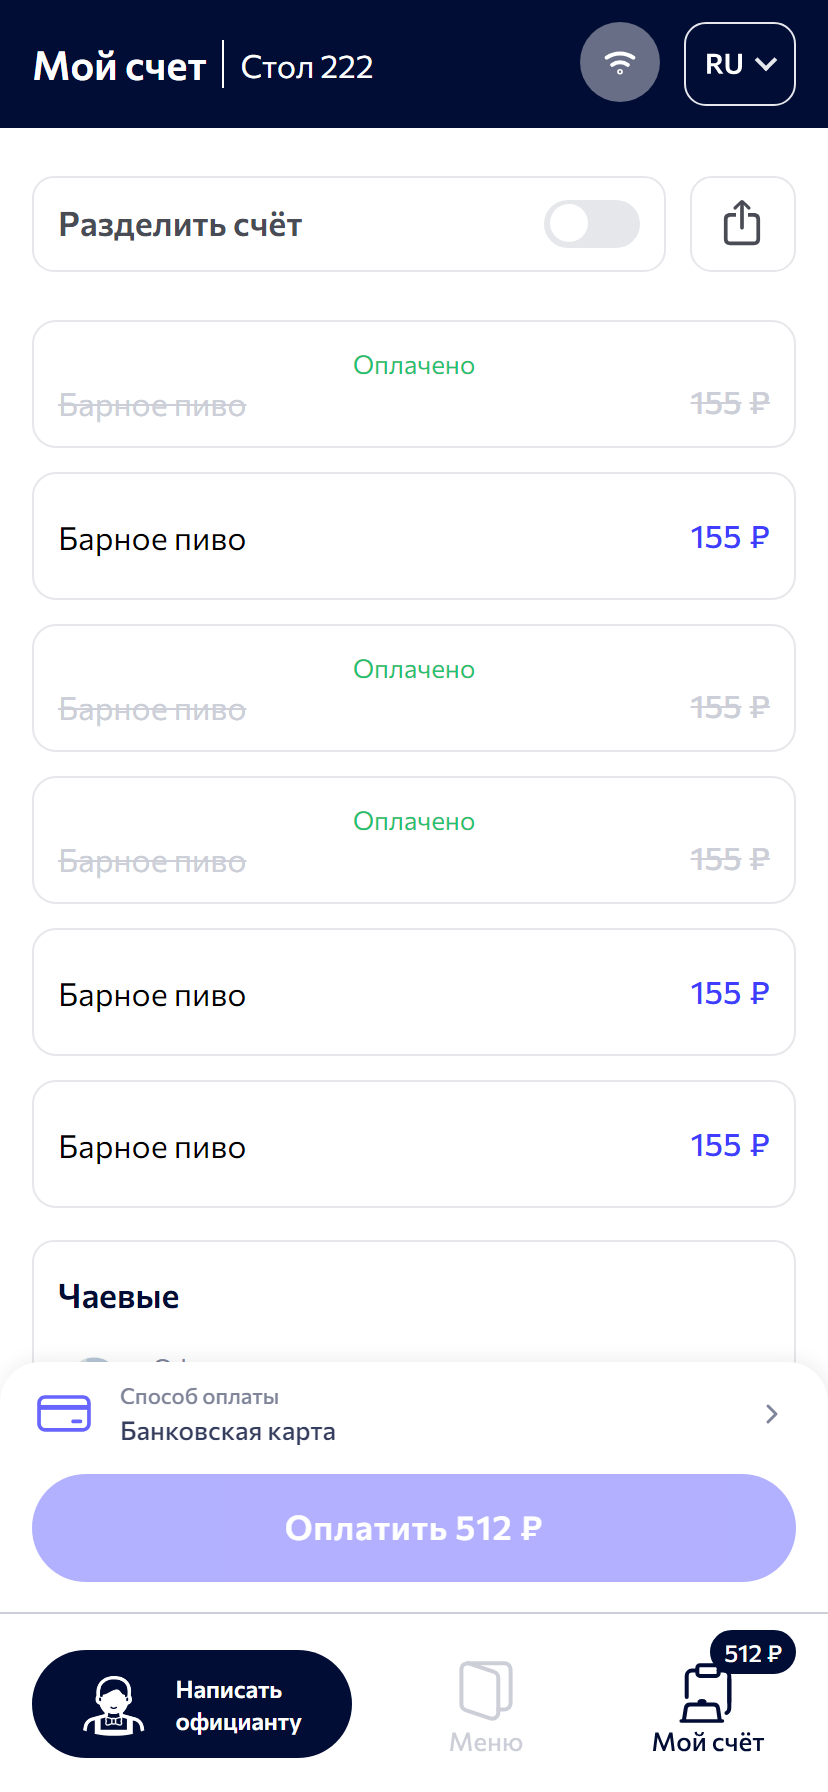 Мой счет
Стол 222
RU
Разделить счёт
Оплачено
Барное пиво 155 ₽
Барное пиво 155 ₽
Оплачено
Барное пиво 155 ₽
Оплачено
Барное пиво 155 ₽
Барное пиво 155 ₽
Барное пиво 155 ₽
Чаевые
Способ оплаты
Банковская карта
Оплатить 512 ₽
Написать
официанту
Меню
512 ₽
Мой счёт